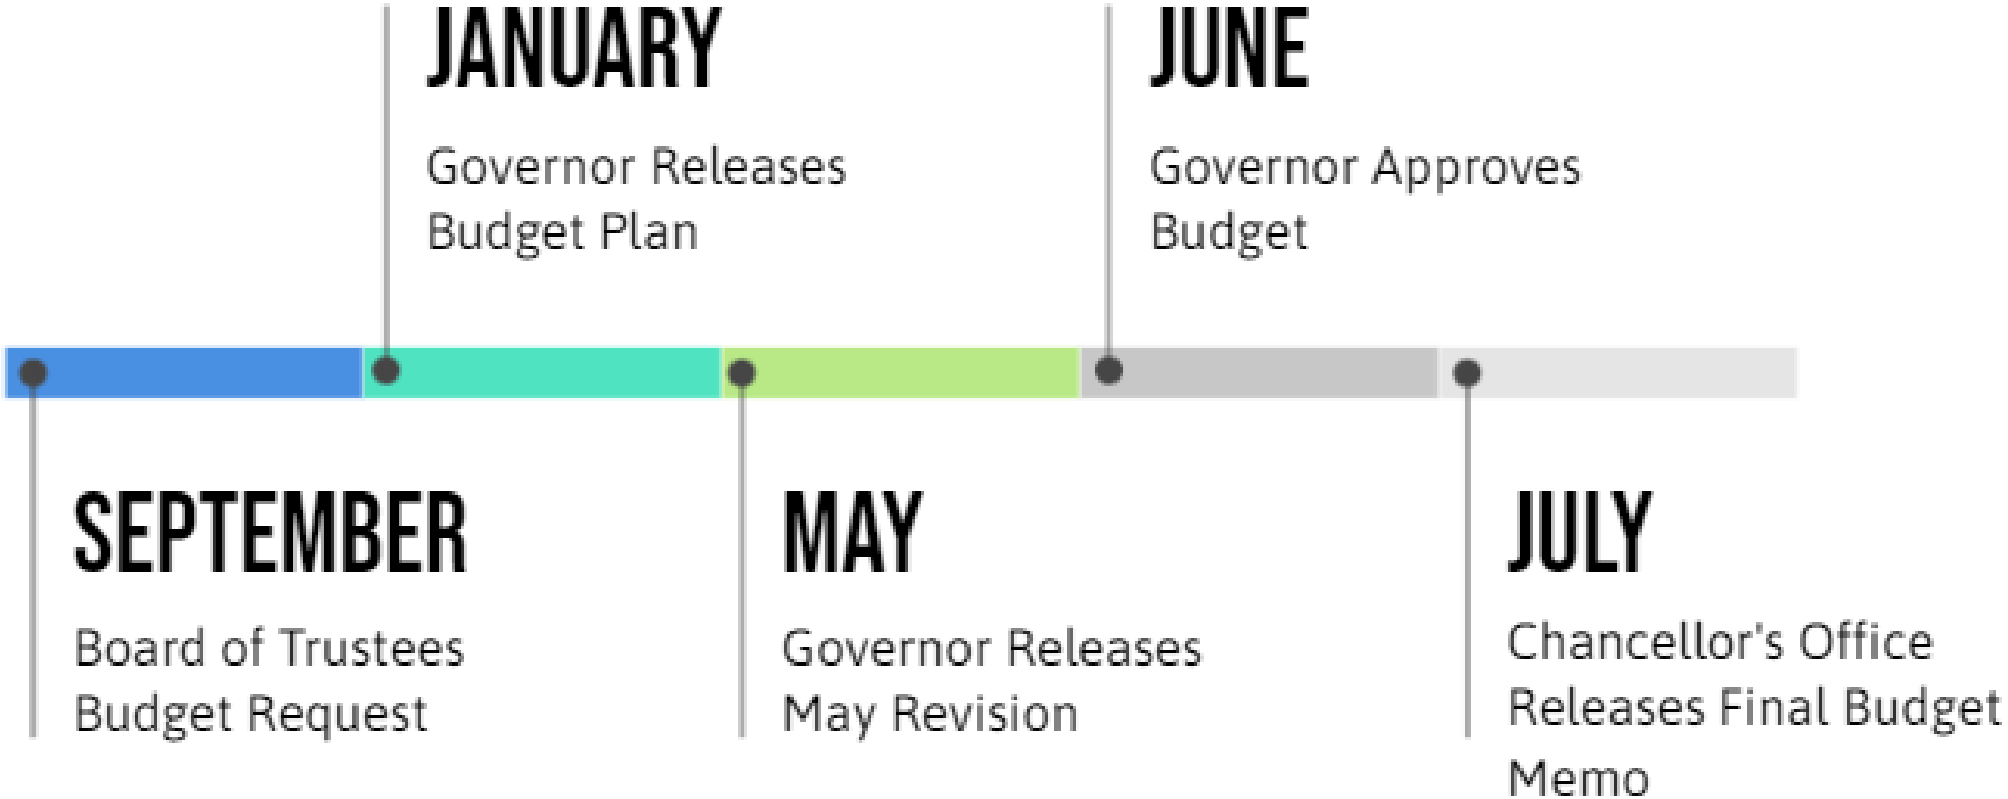 JANUARY
Governor Releases
Budget Plan
JUNE
Governor Approves
Budget
SEPTEMBER
Board of Trustees
Budget Request
MAY
Governor Releases
May Revision
JULY
Chancellor's Office
Releases Final Budget
Memo